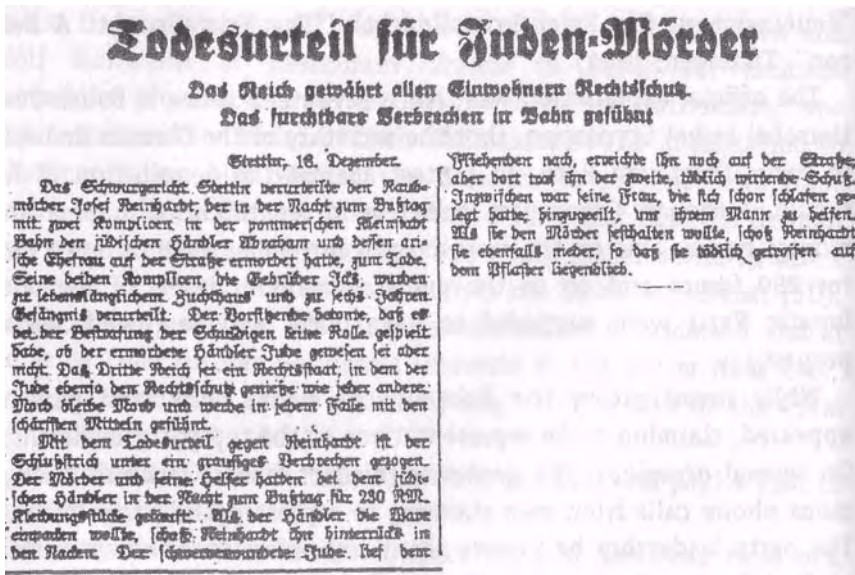 Todesurteil für Juden-Mörder
Das Reich gewährt allen Einwohnern Rechtsschutz
Das furchtbare Verbrechen in Bahn gesühnt
Stettin, 16. Dezember.
Das Schwurgericht Stettin verurteilte den Raub-
mörder Josef Reinhardt, der in der Nacht zum Bußtag
mit zwei Komplicen in der pommerschen Kleinstadt
Bahn den jüdischen Händler Abraham und dessen ari-
sche Ehefrau auf der Straße ermordet hatte, zum Tode.
Seine beiden Komplicen, die Gebrüder wurden
zu lebenslänglichem Zuchthaus und zu sechs Jahren
Gefängnis verurteilt. Der Vorsitzende betonte, daß es
bei der Bestrafung der Schuldigen keine Rolle gespielt
habe, ob der ermordete Händler Jude gewesen sei oder
nicht. Das Dritte Reich sei ein Rechtsstaat, in dem der
Jude ebenso den Rechtsschutz genieße wie jeder andere.
Mord bleibe Mord und werde in jedem Falle mit den
schärfsten Mitteln gesühnt.
Mit dem Todesurteil gegen Reinhardt ist der
Schlußstrich unter ein grausiges Verbrechen gezogen.
Der Mörder und seine Helfer hatten bei dem jüdi-
schen Händler in der Nacht zum Bußtag für 230 RM.
Kleidungsstücke gekauft. Als der Händler die Ware
einpacken wollte, schoß Reinhardt ihn hinterrücks in
den Nacken. Der schwerverwundete Jude lief dem
Fliehenden nach, erreichte ihn noch auf der Straße,
aber dort traf ihn der zweite, tödlich wirkende Schuß.
Inzwischen war seine Frau, die sich schon schlafen ge-
legt hatte, hinzugeeilt, um ihrem Mann zu helfen.
Als sie den Mörder festhalten wollte, schoß Reinhardt
sie ebenfalls nieder, so daß sie tödlich getroffen auf
dem Pflaster liegenblieb.